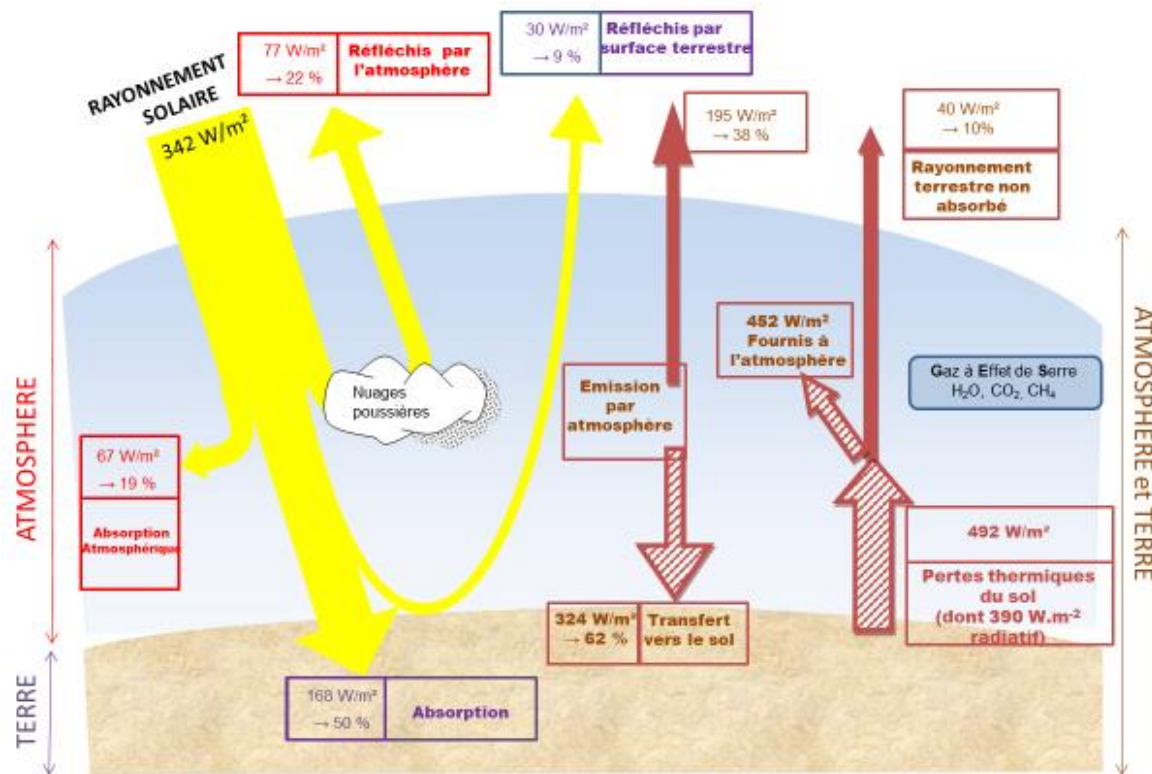 RAYONNEMENT
SOLAIRE
342 W/m²
77 W/m²
→ 22 %
Réfléchis par
l'atmosphère
30 W/m²
→ 9 %
Réfléchis par
surface terrestre
195 W/m²
→ 38 %
40 W/m²
→ 10%
Rayonnement
terrestre non
absorbé
ATMOSPHERE
TERRE
ATMOSPHERE et TERRE
Nuages
poussières
67 W/m²
→ 19 %
Absorption
Atmosphérique
Emission
par
atmosphère
452 W/m²
Fournis à
l'atmosphère
Gaz à Effet de Serre
H₂O, CO₂, CH₄
492 W/m²
Pertes thermiques
du sol
(dont 390 W.m⁻²
radiatif)
324 W/m²
→ 62 %
Transfert
vers le sol
168 W/m²
→ 50 %
Absorption